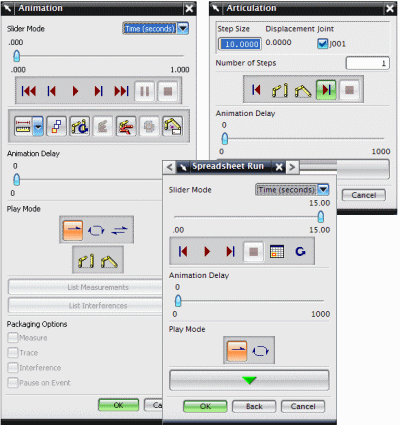 Animation
Slider Mode
Time (seconds)
.000
.000
1.000
Animation Delay
0
0
Play Mode
List Measurements
List Interferences
Packaging Options
Measure
Trace
Interference
Pause on Event
OK
Articulation
Step Size
Displacement
Joint
10.0000
0.0000
J001
Number of Steps
1
Animation Delay
0
0
1000
Cancel
Spreadsheet Run
Slider Mode
Time (seconds)
15.00
.00
15.00
Animation Delay
0
0
1000
Play Mode
OK
Back
Cancel